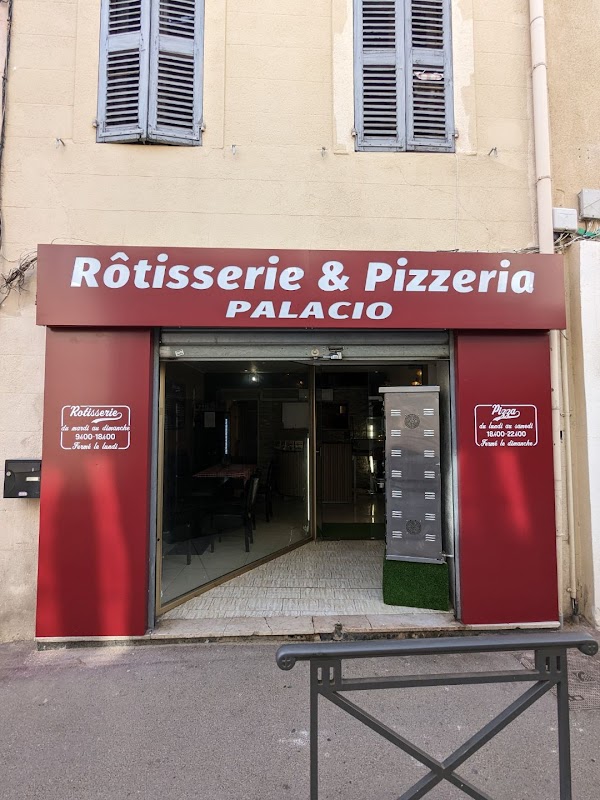 Rôtisserie & Pizzeria
PALACIO
Rotisserie
du mardi au dimanche
9H00-18H00
Fermé le lundi
Pizza
du lundi au samedi
18H00-22H00
Fermé le dimanche